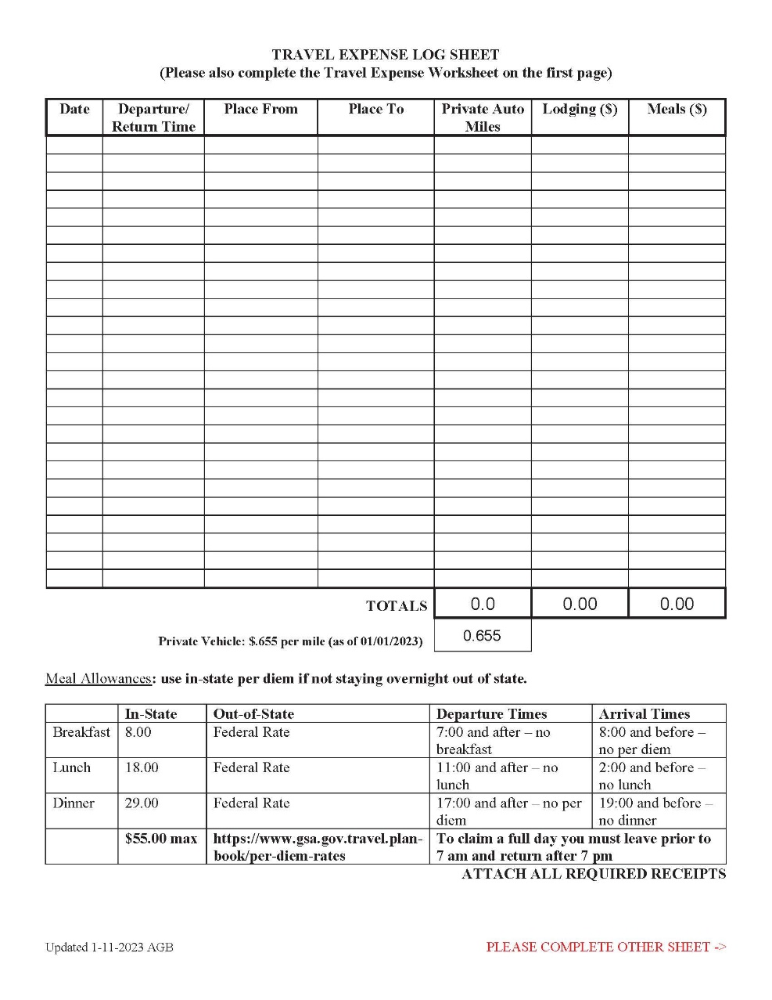 TRAVEL EXPENSE LOG SHEET
(Please also complete the Travel Expense Worksheet on the first page)
Date Departure/ Place From Place To Private Auto Lodging ($) Meals ($)
Return Time Miles
TOTALS 0.0 0.00 0.00
Private Vehicle: $.655 per mile (as of 01/01/2023) 0.655
Meal Allowances: use in-state per diem if not staying overnight out of state.
In-State Out-of-State Departure Times Arrival Times
Breakfast 8.00 Federal Rate 7:00 and after – no 8:00 and before –
breakfast no per diem
Lunch 18.00 Federal Rate 11:00 and after – no 2:00 and before –
lunch no lunch
Dinner 29.00 Federal Rate 17:00 and after – no per 19:00 and before –
diem no dinner
$55.00 max https://www.gsa.gov.travel.plan- To claim a full day you must leave prior to
book/per-diem-rates 7 am and return after 7 pm
ATTACH ALL REQUIRED RECEIPTS
Updated 1-11-2023 AGB PLEASE COMPLETE OTHER SHEET ->